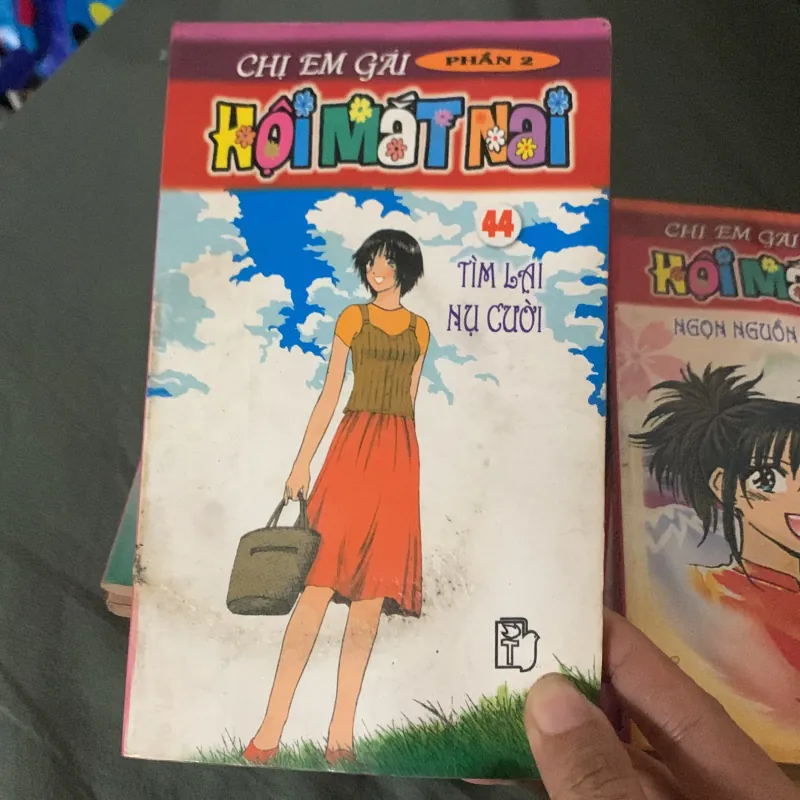 CHỊ EM GÁI PHẦN 2
HỘI MẮT NAI
44
TÌM LẠI
NỤ CƯỜI
T
CHỊ EM GÁI
HỘI
NGỌN NGUỒN